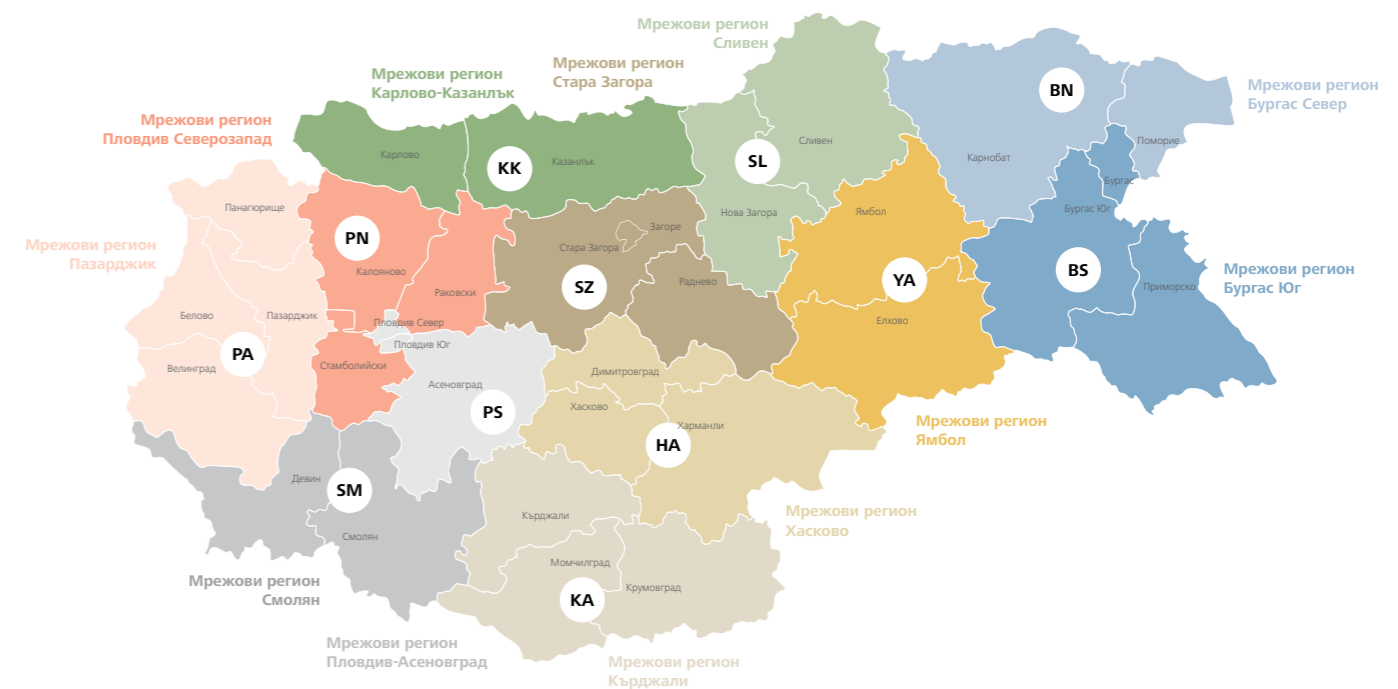 Мрежови регион
Сливен
Мрежови регион
Стара Загора
Мрежови регион
Карлово-Казанлък
Мрежови регион
Бургас Север
Мрежови регион
Пловдив Северозапад
BN
Поморие
Сливен
Карлово
Казанлък
KK
SL
Карнобат
Бургас
Панагюрище
Нова Загора
Ямбол
Бургас Юг
Мрежови регион
Пазарджик
PN
Калояново
Загоре
Стара Загора
Раковски
SZ
Раднево
YA
BS
Приморско
Мрежови регион
Бургас Юг
Белово
Пазарджик
Пловдив Север
Пловдив Юг
Елхово
PA
Велинград
Стамболийски
Асеновград
Димитровград
PS
Хасково
Харманли
HA
Мрежови регион
Ямбол
Девин
SM
Смолян
Кърджали
Мрежови регион
Хасково
Момчилград
Крумовград
KA
Мрежови регион
Смолян
Мрежови регион
Пловдив-Асеновград
Мрежови регион
Кърджали